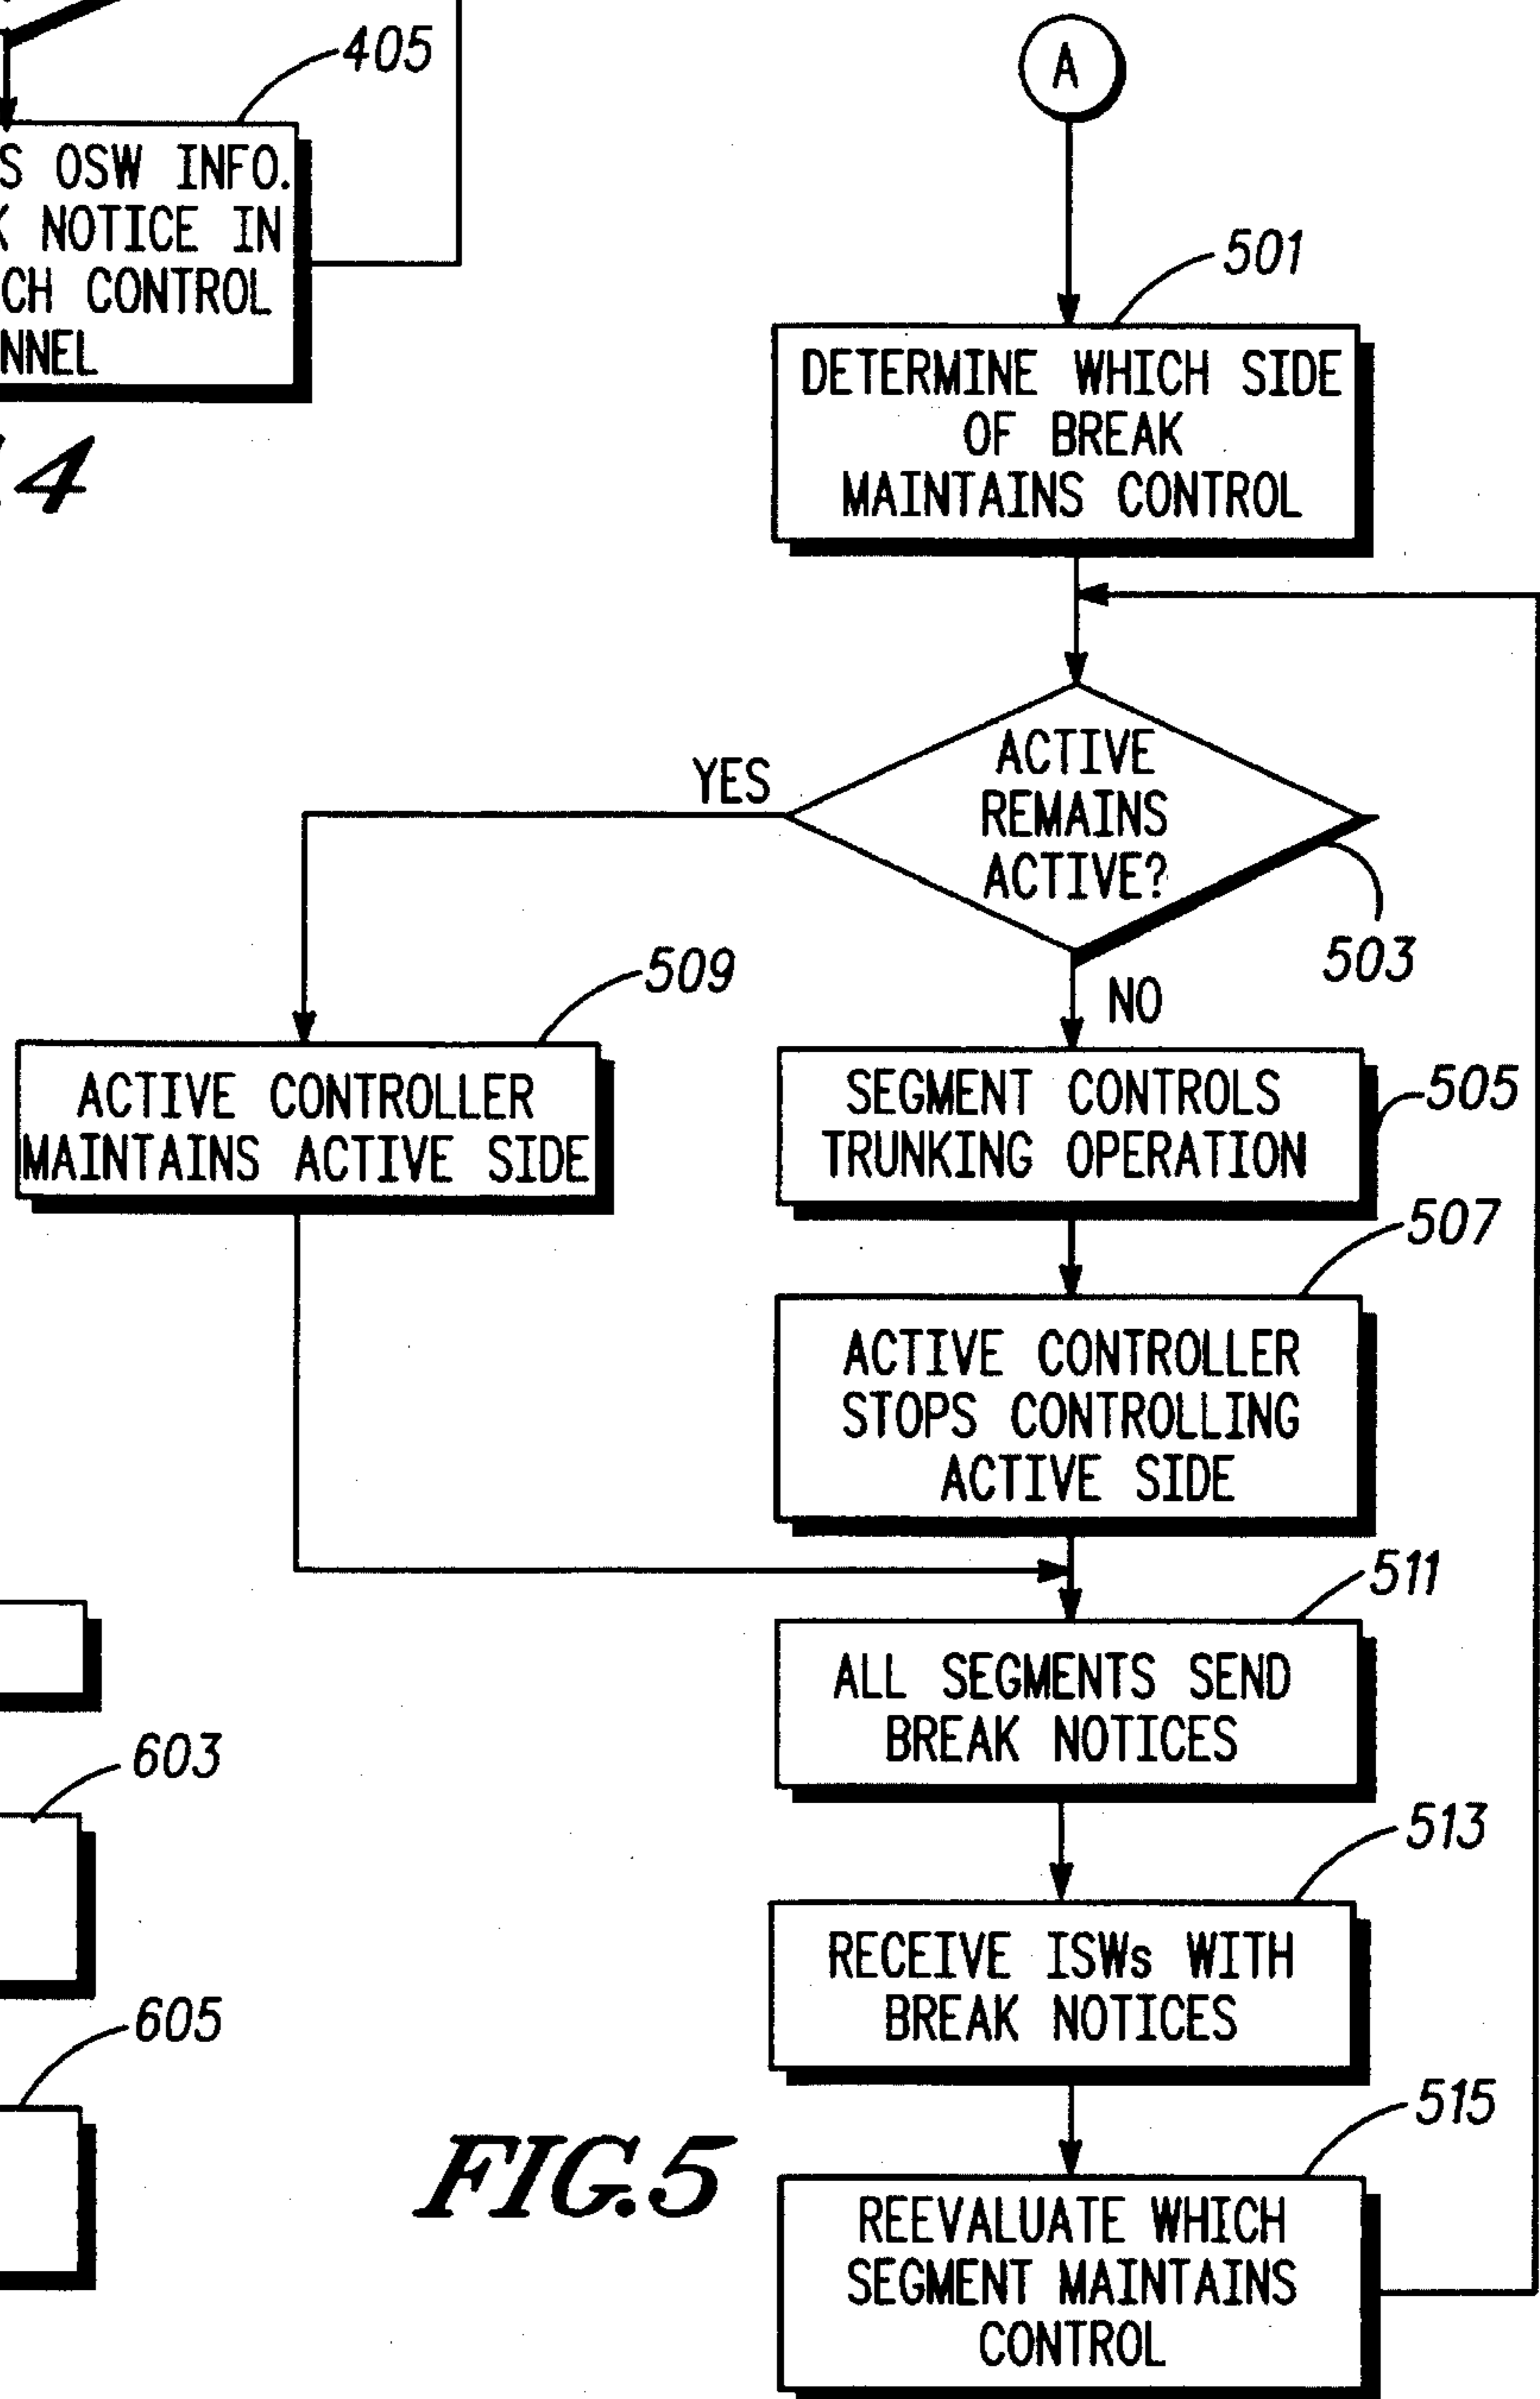 405
S OSW INFO.
K NOTICE IN
CH CONTROL
NNEL
4
A
501
DETERMINE WHICH SIDE
OF BREAK
MAINTAINS CONTROL
YES
ACTIVE
REMAINS
ACTIVE?
503
NO
509
ACTIVE CONTROLLER
MAINTAINS ACTIVE SIDE
SEGMENT CONTROLS
TRUNKING OPERATION
505
507
ACTIVE CONTROLLER
STOPS CONTROLLING
ACTIVE SIDE
511
ALL SEGMENTS SEND
BREAK NOTICES
603
513
RECEIVE ISWs WITH
BREAK NOTICES
605
515
REEVALUATE WHICH
SEGMENT MAINTAINS
CONTROL
FIG.5